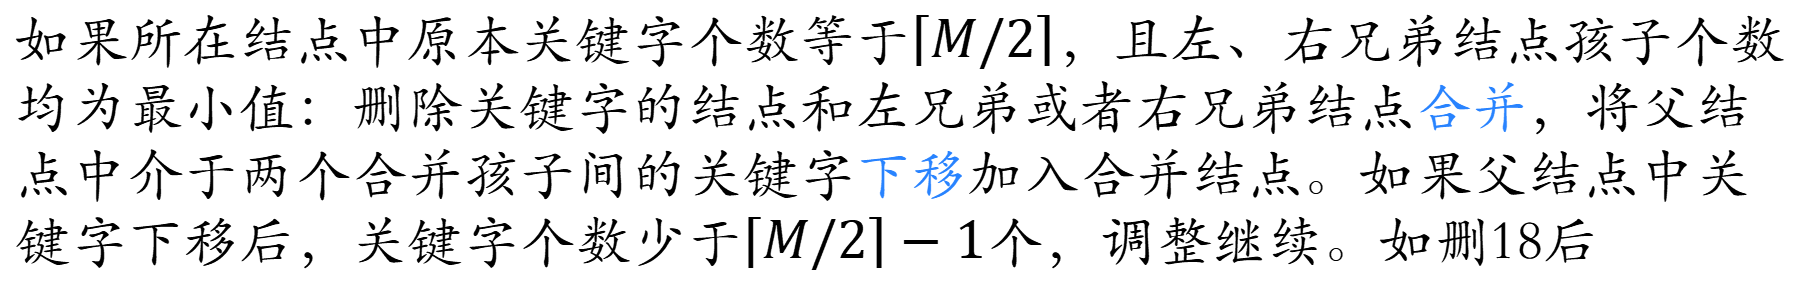 如果所在结点中原本关键字个数等于⌈M/2⌉，且左、右兄弟结点孩子个数
均为最小值：删除关键字的结点和左兄弟或者右兄弟结点合并，将父结
点中介于两个合并孩子间的关键字下移加入合并结点。如果父结点中关
键字下移后，关键字个数少于⌈M/2⌉ − 1个，调整继续。如删18后